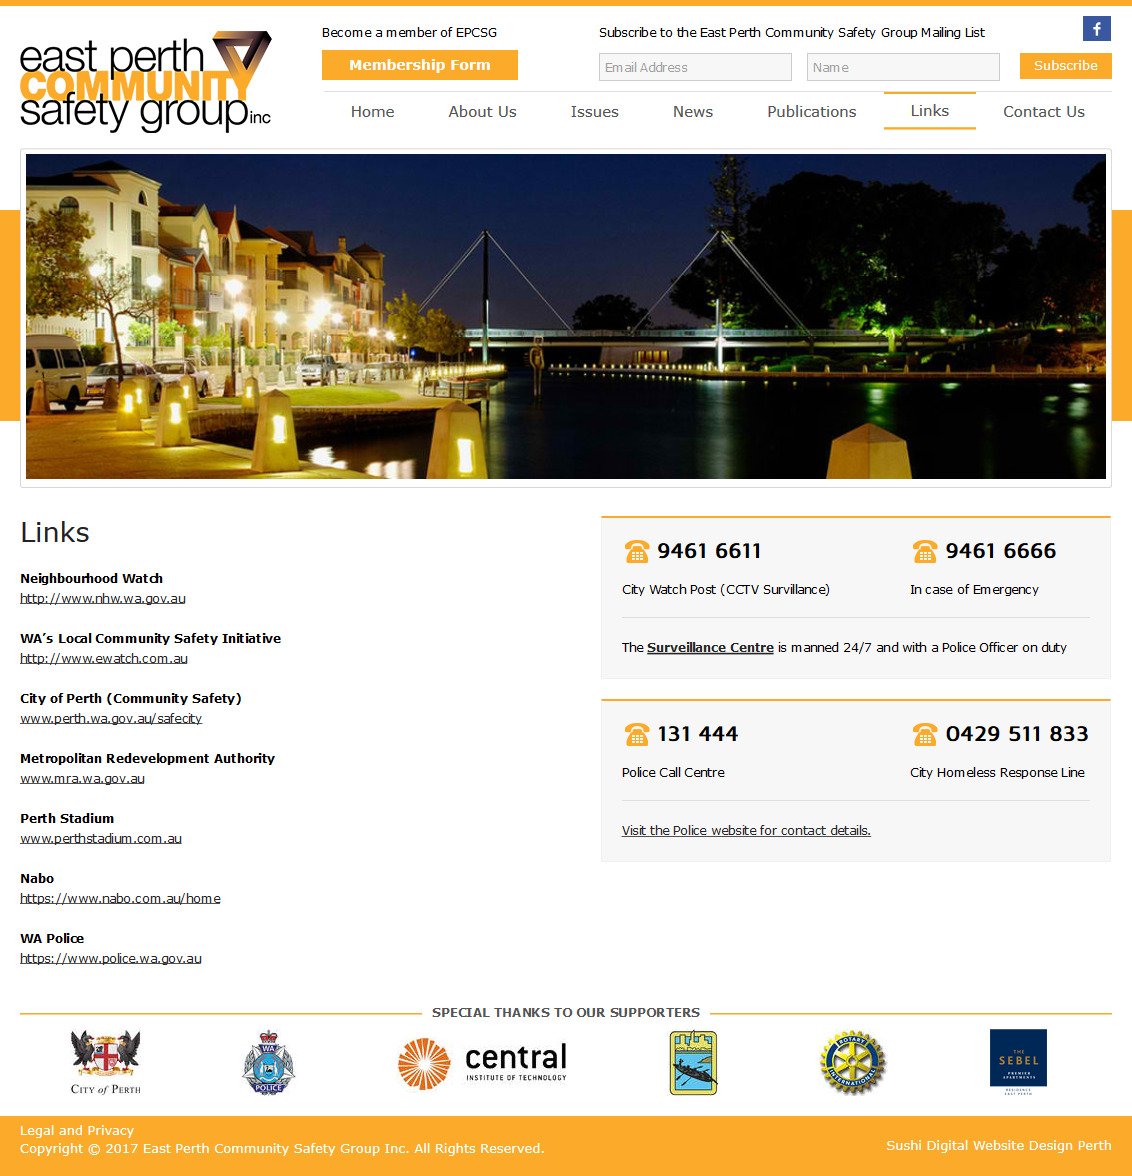 east perth
COMMUNITY
safety group inc
Become a member of EPCSG
Membership Form
Subscribe to the East Perth Community Safety Group Mailing List
Email Address
Name
Subscribe
Home
About Us
Issues
News
Publications
Links
Contact Us
Links
Neighbourhood Watch
http://www.nhw.wa.gov.au
WA's Local Community Safety Initiative
http://www.ewatch.com.au
City of Perth (Community Safety)
www.perth.wa.gov.au/safecity
Metropolitan Redevelopment Authority
www.mra.wa.gov.au
Perth Stadium
www.perthstadium.com.au
Nabo
https://www.nabo.com.au/home
WA Police
https://www.police.wa.gov.au
9461 6611
City Watch Post (CCTV Survillance)
9461 6666
In case of Emergency
The Surveillance Centre is manned 24/7 and with a Police Officer on duty
131 444
Police Call Centre
0429 511 833
City Homeless Response Line
Visit the Police website for contact details.
SPECIAL THANKS TO OUR SUPPORTERS
CITY of PERTH
WA
POLICE
central
INSTITUTE OF TECHNOLOGY
ROTARY
INTERNATIONAL
THE
SEBEL
PREMIER
APARTMENTS
RESIDENCE
EAST PERTH
Legal and Privacy
Copyright © 2017 East Perth Community Safety Group Inc. All Rights Reserved.
Sushi Digital Website Design Perth